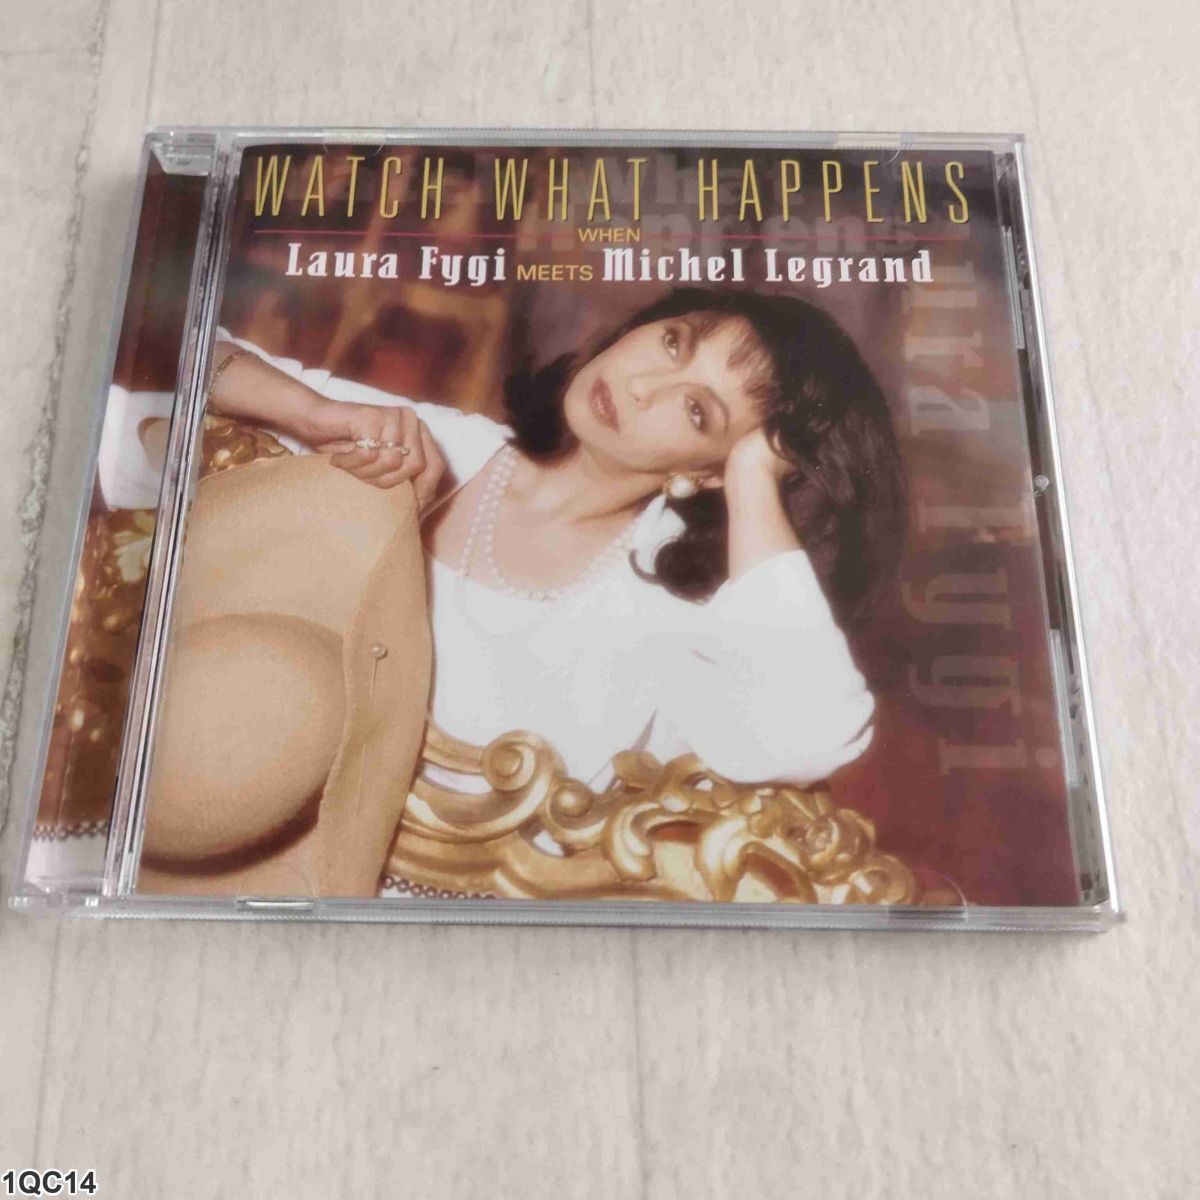 WATCH WHAT HAPPENS
WHEN
Laura Fygi MEETS Michel Legrand
Laura Fygi
1QC14